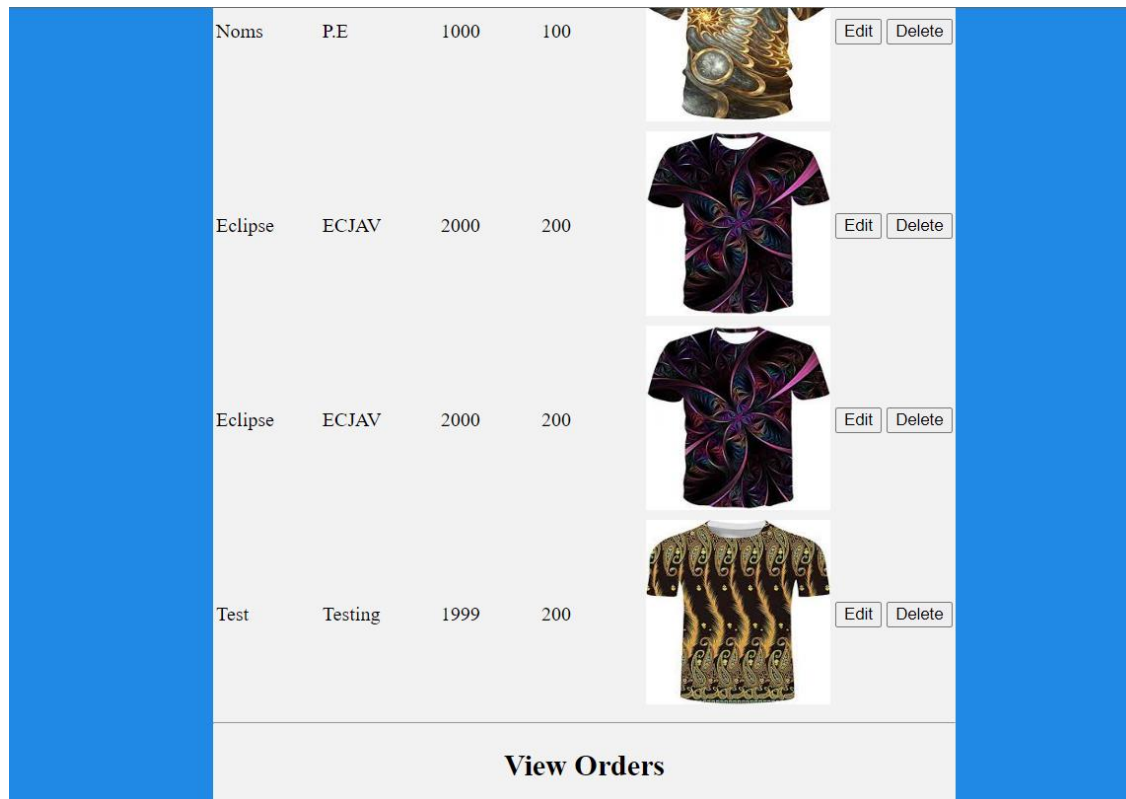 Noms P.E 1000 100 Edit Delete
Eclipse ECJAV 2000 200 Edit Delete
Eclipse ECJAV 2000 200 Edit Delete
Test Testing 1999 200 Edit Delete
View Orders